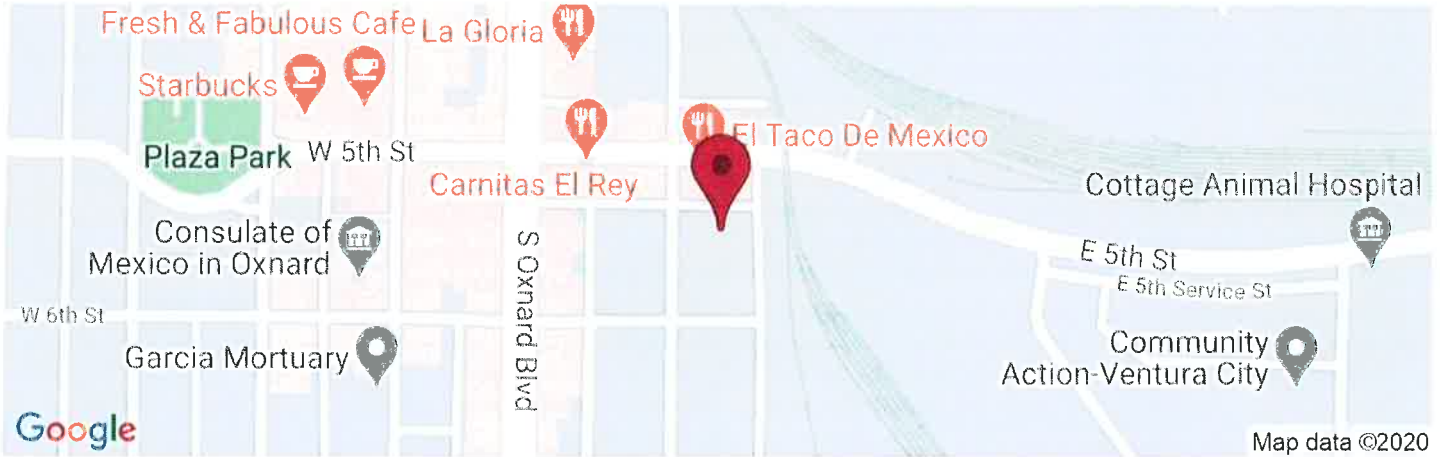 Fresh & Fabulous Cafe
La Gloria
Starbucks
El Taco De Mexico
Plaza Park
W 5th St
Carnitas El Rey
Cottage Animal Hospital
Consulate of
Mexico in Oxnard
S Oxnard Blvd
E 5th St
E 5th Service St
W 6th St
Garcia Mortuary
Community
Action-Ventura City
Google
Map data ©2020